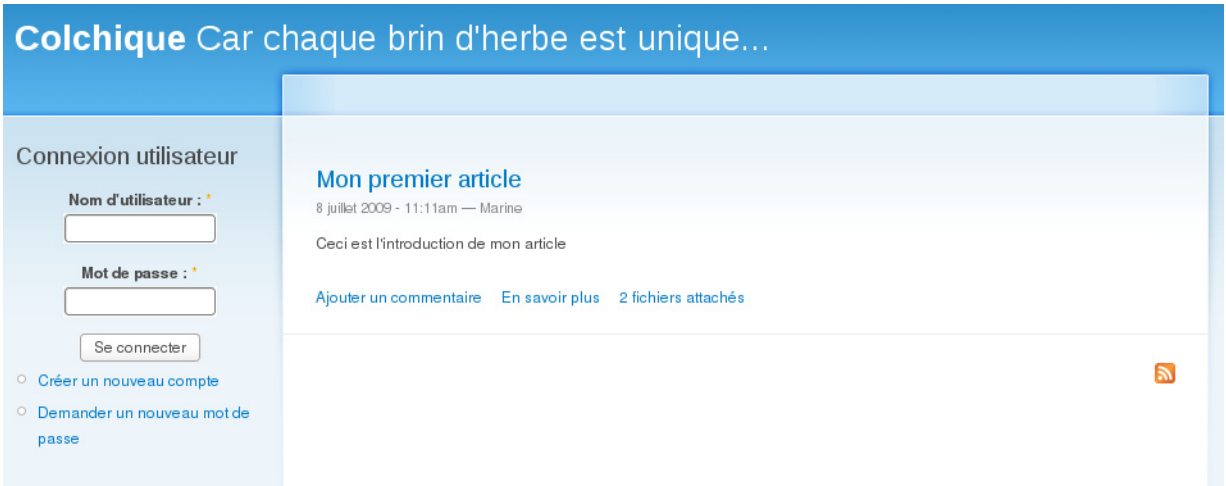 Colchique Car chaque brin d'herbe est unique...
Connexion utilisateur
Nom d'utilisateur : *
Mot de passe : *
Se connecter
Créer un nouveau compte
Demander un nouveau mot de
passe
Mon premier article
8 juillet 2009 - 11:11am — Marine
Ceci est l'introduction de mon article
Ajouter un commentaire En savoir plus 2 fichiers attachés